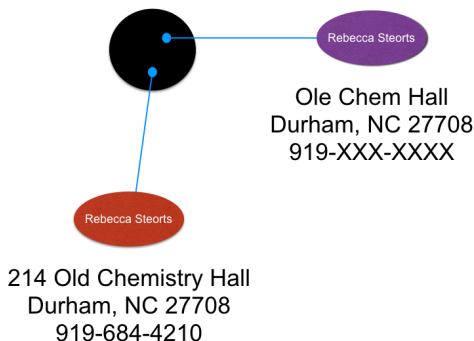 Rebecca Steorts
Ole Chem Hall
Durham, NC 27708
919-XXX-XXXX
Rebecca Steorts
214 Old Chemistry Hall
Durham, NC 27708
919-684-4210